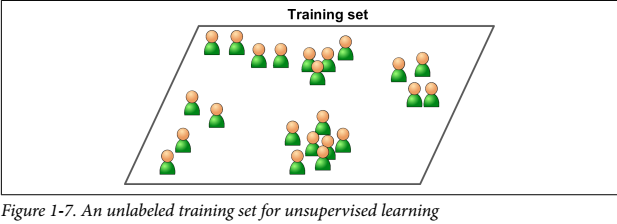 Training set
Figure 1-7. An unlabeled training set for unsupervised learning